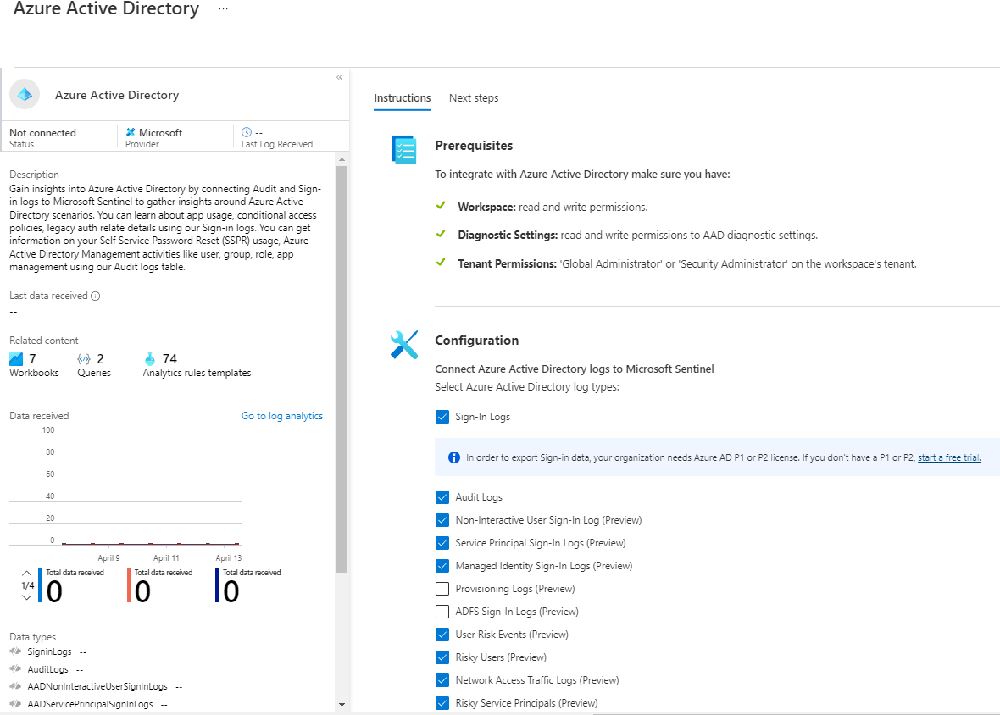 Azure Active Directory ...
«
Azure Active Directory
Not connected
Status
Microsoft
Provider
--
Last Log Received
Description
Gain insights into Azure Active Directory by connecting Audit and Sign-
in logs to Microsoft Sentinel to gather insights around Azure Active
Directory scenarios. You can learn about app usage, conditional access
policies, legacy auth relate details using our Sign-in logs. You can get
information on your Self Service Password Reset (SSPR) usage, Azure
Active Directory Management activities like user, group, role, app
management using our Audit logs table.
Last data received
--
Related content
7
Workbooks
2
Queries
74
Analytics rules templates
Data received
Go to log analytics
100
80
60
40
20
0
April 9
April 11
April 13
1/4
Total data received
0
Total data received
0
Total data received
0
Data types
SigninLogs --
AuditLogs --
AADNonInteractiveUserSignInLogs --
AADServicePrincipalSignInLogs --
Instructions
Next steps
Prerequisites
To integrate with Azure Active Directory make sure you have:
Workspace: read and write permissions.
Diagnostic Settings: read and write permissions to AAD diagnostic settings.
Tenant Permissions: 'Global Administrator' or 'Security Administrator' on the workspace's tenant.
Configuration
Connect Azure Active Directory logs to Microsoft Sentinel
Select Azure Active Directory log types:
Sign-In Logs
In order to export Sign-in data, your organization needs Azure AD P1 or P2 license. If you don't have a P1 or P2, start a free trial.
Audit Logs
Non-Interactive User Sign-In Log (Preview)
Service Principal Sign-In Logs (Preview)
Managed Identity Sign-In Logs (Preview)
Provisioning Logs (Preview)
ADFS Sign-In Logs (Preview)
User Risk Events (Preview)
Risky Users (Preview)
Network Access Traffic Logs (Preview)
Risky Service Principals (Preview)